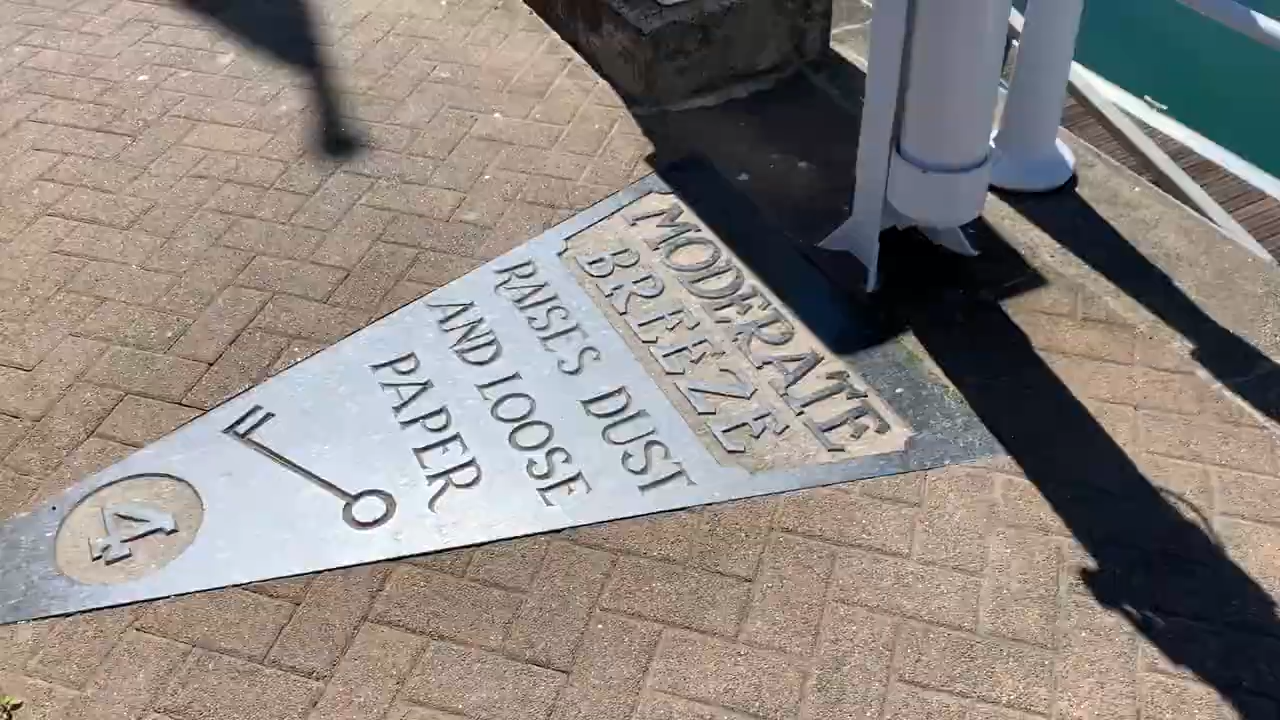 MODERATE
BREEZE
RAISES DUST
AND LOOSE
PAPER
4